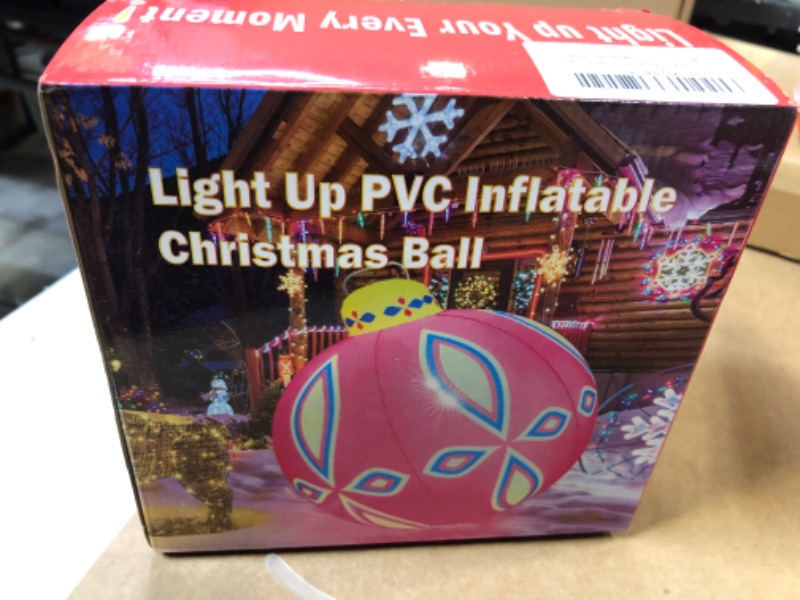 Light up Your Every Moment!
Light Up PVC Inflatable
Christmas Ball